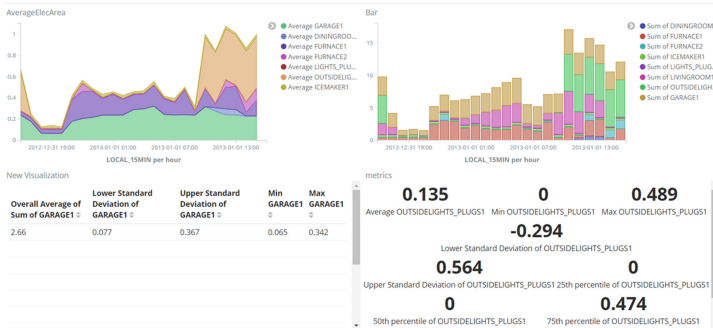 AverageElecArea
1
0.8
0.6
0.4
0.2
0
2012-12-31 19:00
2013-01-01 01:00
2013-01-01 07:00
2013-01-01 13:00
LOCAL_15MIN per hour
Average GARAGE1
Average DININGROO...
Average FURNACE1
Average FURNACE2
Average LIGHTS_PLUG...
Average OUTSIDELIG...
Average ICEMAKER1
Bar
15
10
5
0
2012-12-31 19:00
2013-01-01 01:00
2013-01-01 07:00
2013-01-01 13:00
LOCAL_15MIN per hour
Sum of DININGROOM
Sum of FURNACE1
Sum of FURNACE2
Sum of ICEMAKER1
Sum of LIGHTS_PLUG.
Sum of LIVINGROOM1
Sum of OUTSIDELIGH.
Sum of GARAGE1
New Visualization
Overall Average of Sum of GARAGE1
Lower Standard Deviation of GARAGE1
Upper Standard Deviation of GARAGE1
Min GARAGE1
Max GARAGE1
2.66 0.077 0.367 0.065 0.342
metrics
0.135
Average OUTSIDELIGHTS_PLUGS1
0
Min OUTSIDELIGHTS_PLUGS1
0.489
Max OUTSIDELIGHTS_PLUGS1
-0.294
Lower Standard Deviation of OUTSIDELIGHTS_PLUGS1
0.564
Upper Standard Deviation of OUTSIDELIGHTS_PLUGS1
0
25th percentile of OUTSIDELIGHTS_PLUGS1
0
50th percentile of OUTSIDELIGHTS_PLUGS1
0.474
75th percentile of OUTSIDELIGHTS_PLUGS1